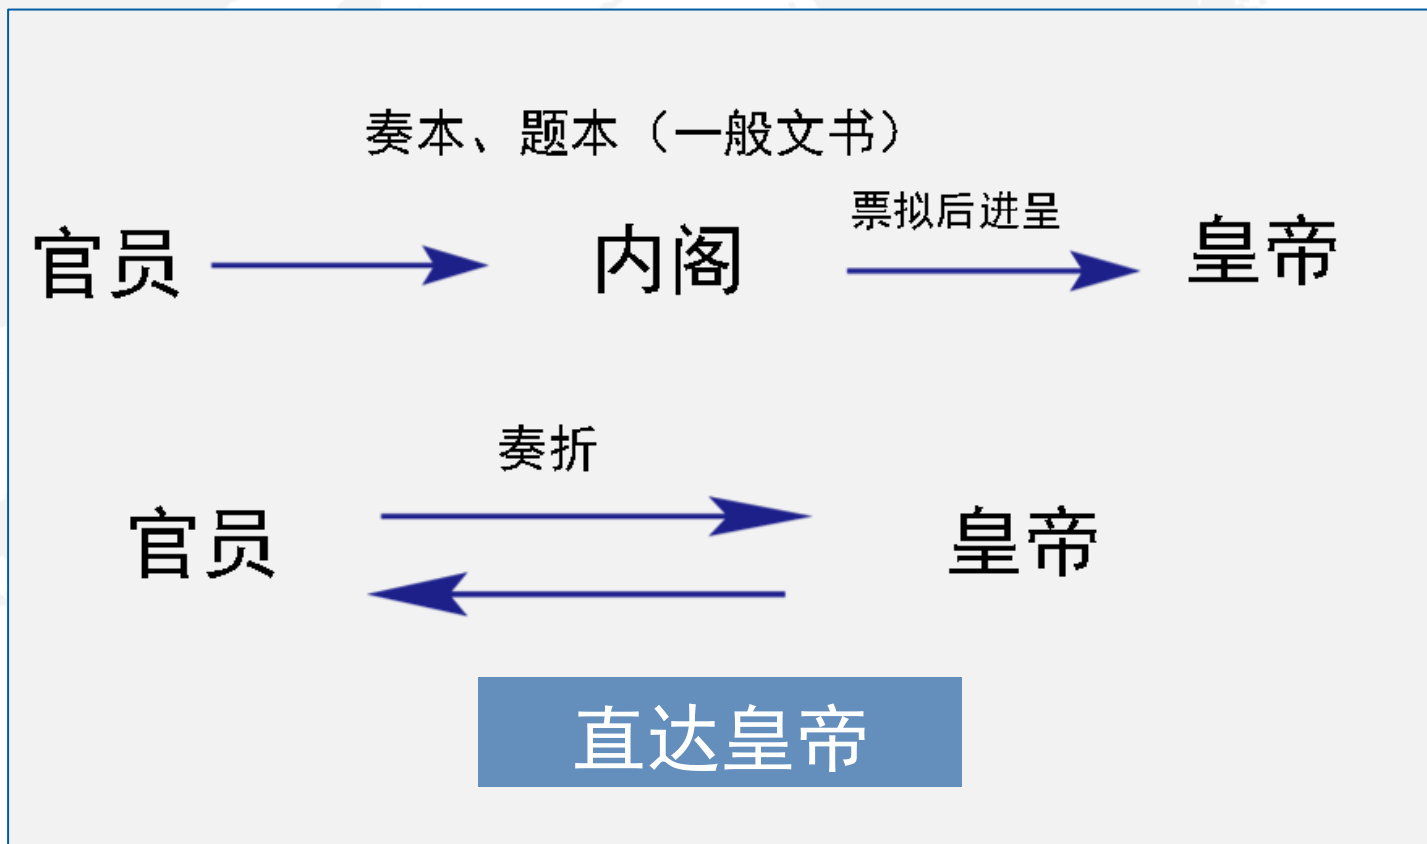 奏本、题本（一般文书）
票拟后进呈
官员
内阁
皇帝
奏折
官员
皇帝
直达皇帝